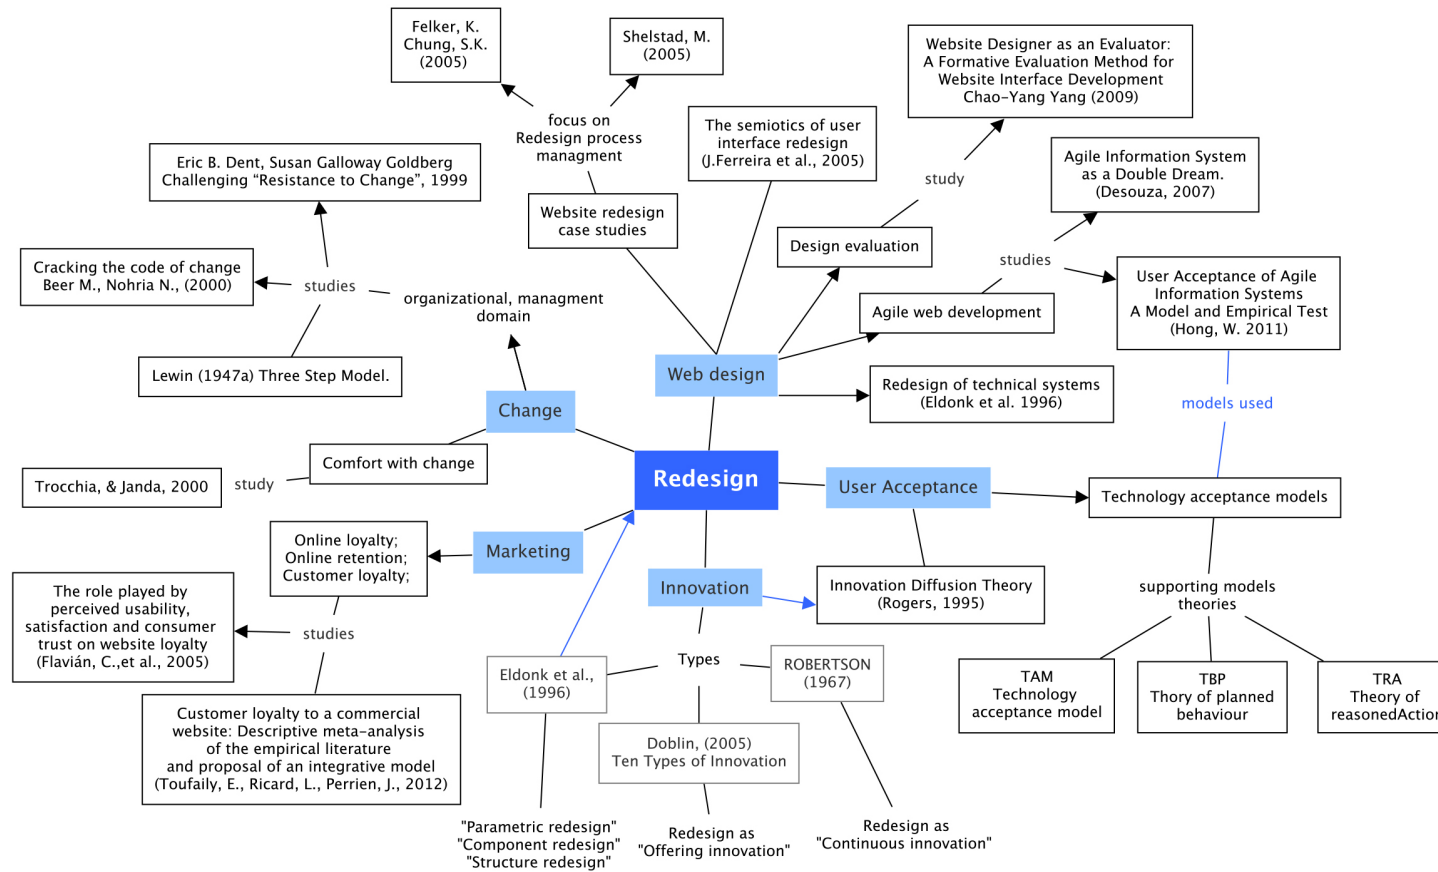 Felker, K.
Chung, S.K.
(2005)
Shelstad, M.
(2005)
Website Designer as an Evaluator:
A Formative Evaluation Method for
Website Interface Development
Chao-Yang Yang (2009)
focus on
Redesign process
managment
The semiotics of user
interface redesign
(J.Ferreira et al., 2005)
Eric B. Dent, Susan Galloway Goldberg
Challenging “Resistance to Change”, 1999
Agile Information System
as a Double Dream.
(Desouza, 2007)
study
Website redesign
case studies
Design evaluation
studies
Cracking the code of change
Beer M., Nohria N., (2000)
studies
organizational, managment
domain
Agile web development
User Acceptance of Agile
Information Systems
A Model and Empirical Test
(Hong, W. 2011)
Lewin (1947a) Three Step Model.
Web design
Redesign of technical systems
(Eldonk et al. 1996)
models used
Change
Comfort with change
Trocchia, & Janda, 2000
study
Redesign
User Acceptance
Technology acceptance models
Online loyalty;
Online retention;
Customer loyalty;
Marketing
Innovation
Innovation Diffusion Theory
(Rogers, 1995)
supporting models
theories
The role played by
perceived usability,
satisfaction and consumer
trust on website loyalty
(Flavián, C.,et al., 2005)
studies
Types
Eldonk et al.,
(1996)
ROBERTSON
(1967)
TAM
Technology
acceptance model
TBP
Thory of planned
behaviour
TRA
Theory of
reasonedAction
Customer loyalty to a commercial
website: Descriptive meta-analysis
of the empirical literature
and proposal of an integrative model
(Toufaily, E., Ricard, L., Perrien, J., 2012)
Doblin, (2005)
Ten Types of Innovation
"Parametric redesign"
"Component redesign"
"Structure redesign"
Redesign as
"Offering innovation"
Redesign as
"Continuous innovation"